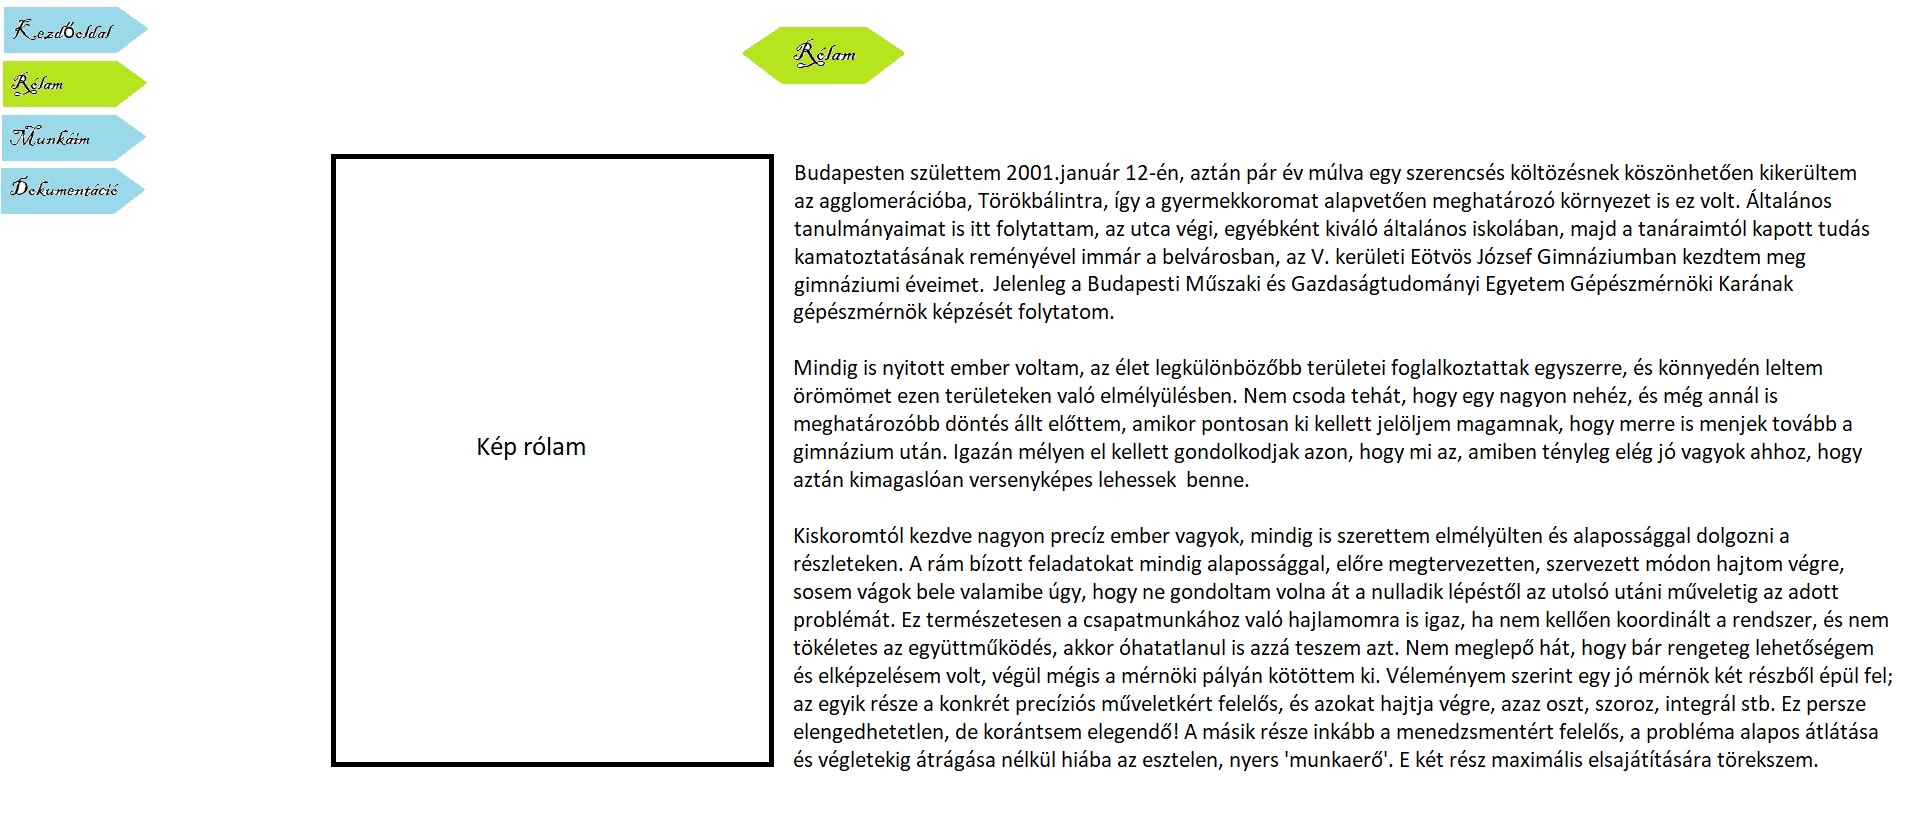 Kezdőoldal
Rólam
Munkáim
Dokumentáció
Rólam
Kép rólam
Budapesten születtem 2001.január 12-én, aztán pár év múlva egy szerencsés költözésnek köszönhetően kikerültem
az agglomerációba, Törökbálintra, így a gyermekkoromat alapvetően meghatározó környezet is ez volt. Általános
tanulmányaimat is itt folytattam, az utca végi, egyébként kiváló általános iskolában, majd a tanáraimtól kapott tudás
kamatoztatásának reményével immár a belvárosban, az V. kerületi Eötvös József Gimnáziumban kezdtem meg
gimnáziumi éveimet. Jelenleg a Budapesti Műszaki és Gazdaságtudományi Egyetem Gépészmérnöki Karának
gépészmérnök képzését folytatom.
Mindig is nyitott ember voltam, az élet legkülönbözőbb területei foglalkoztattak egyszerre, és könnyedén leltem
örömömet ezen területeken való elmélyülésben. Nem csoda tehát, hogy egy nagyon nehéz, és még annál is
meghatározóbb döntés állt előttem, amikor pontosan ki kellett jelöljem magamnak, hogy merre is menjek tovább a
gimnázium után. Igazán mélyen el kellett gondolkodjak azon, hogy mi az, amiben tényleg elég jó vagyok ahhoz, hogy
aztán kimagaslóan versenyképes lehessek  benne.
Kiskoromtól kezdve nagyon precíz ember vagyok, mindig is szerettem elmélyülten és alapossággal dolgozni a
részleteken. A rám bízott feladatokat mindig alapossággal, előre megtervezetten, szervezett módon hajtom végre,
sosem vágok bele valamibe úgy, hogy ne gondoltam volna át a nulladik lépéstől az utolsó utáni műveletig az adott
problémát. Ez természetesen a csapatmunkához való hajlamomra is igaz, ha nem kellően koordinált a rendszer, és nem
tökéletes az együttműködés, akkor óhatatlanul is azzá teszem azt. Nem meglepő hát, hogy bár rengeteg lehetőségem
és elképzelésem volt, végül mégis a mérnöki pályán kötöttem ki. Véleményem szerint egy jó mérnök két részből épül fel;
az egyik része a konkrét precíziós műveletkért felelős, és azokat hajtja végre, azaz oszt, szoroz, integrál stb. Ez persze
elengedhetetlen, de korántsem elegendő! A másik része inkább a menedzsmentért felelős, a probléma alapos átlátása
és végletekig átrágása nélkül hiába az esztelen, nyers 'munkaerő'. E két rész maximális elsajátítására törekszem.